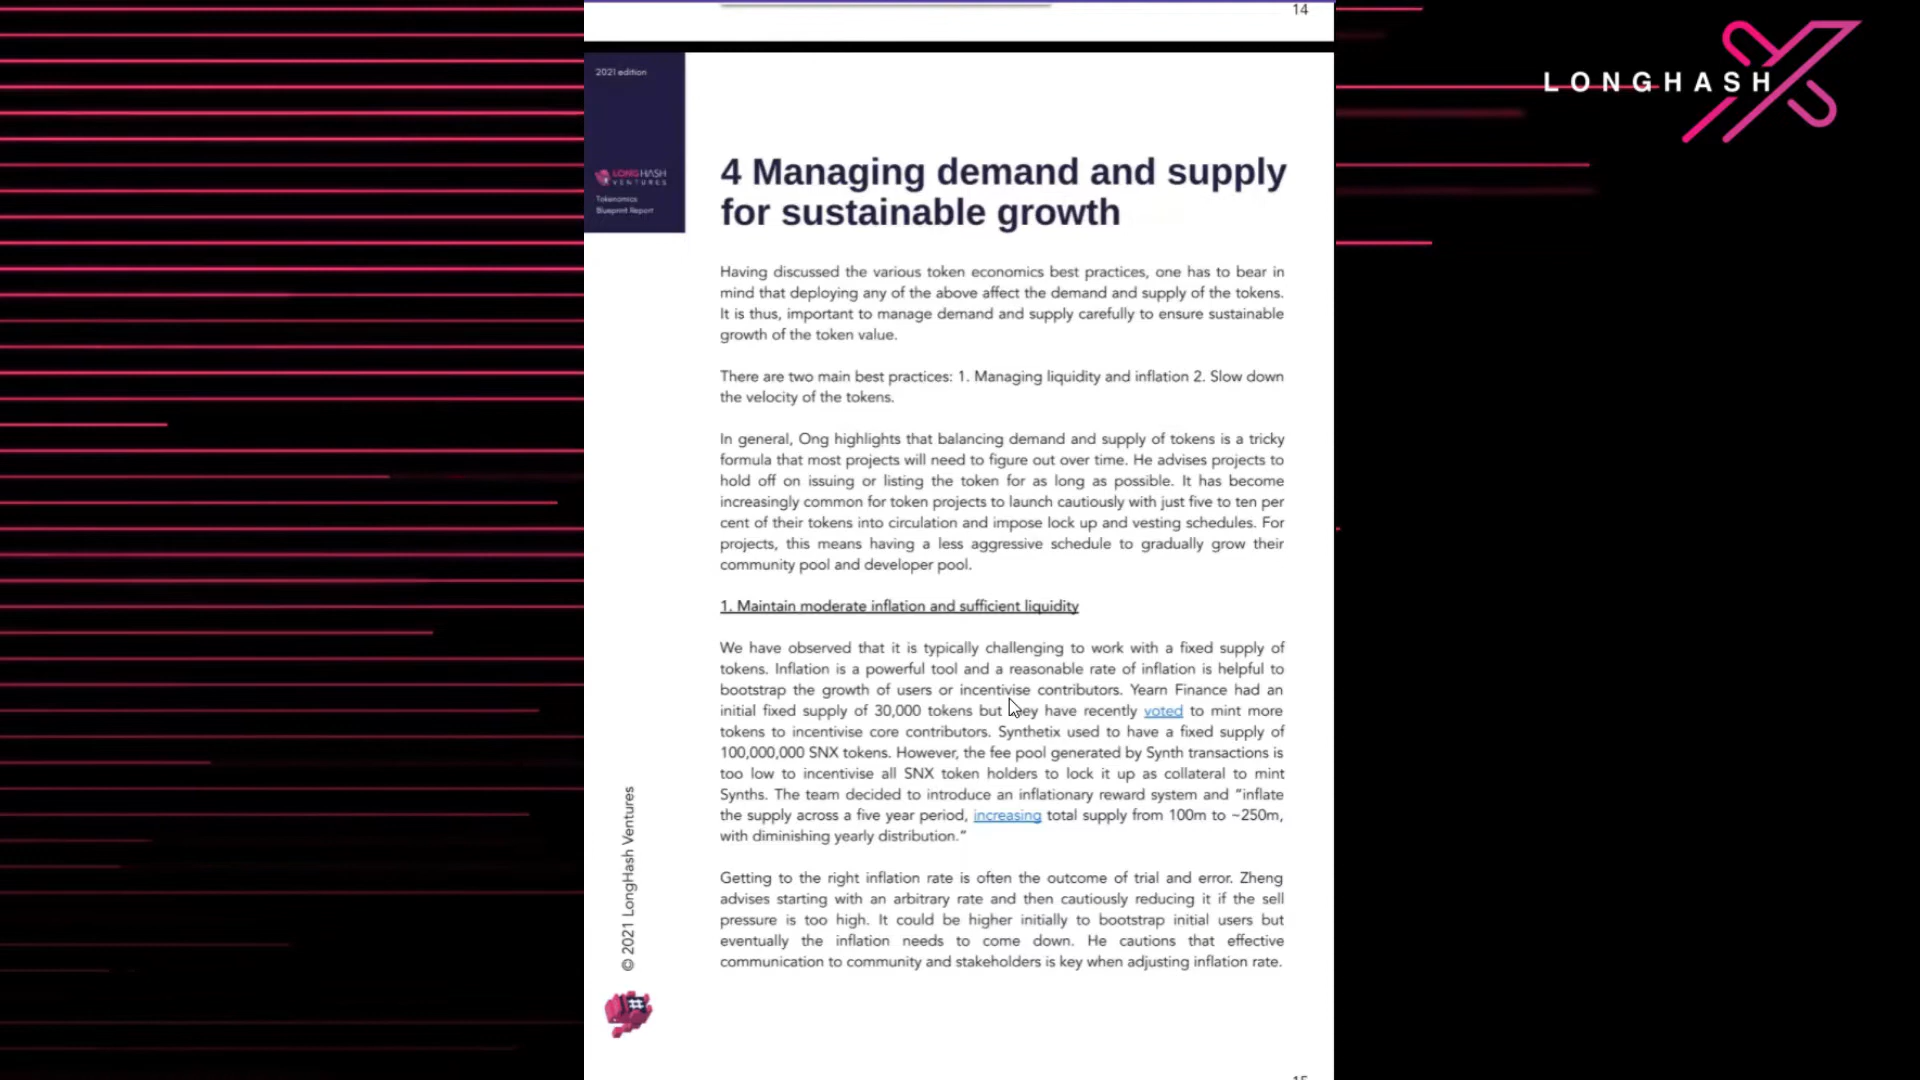 14
LONGHASH
2021 edition
LONGHASH
VENTURES
Tokenomics
Blueprint Report
4 Managing demand and supply
for sustainable growth
Having discussed the various token economics best practices, one has to bear in
mind that deploying any of the above affect the demand and supply of the tokens.
It is thus, important to manage demand and supply carefully to ensure sustainable
growth of the token value.
There are two main best practices: 1. Managing liquidity and inflation 2. Slow down
the velocity of the tokens.
In general, Ong highlights that balancing demand and supply of tokens is a tricky
formula that most projects will need to figure out over time. He advises projects to
hold off on issuing or listing the token for as long as possible. It has become
increasingly common for token projects to launch cautiously with just five to ten per
cent of their tokens into circulation and impose lock up and vesting schedules. For
projects, this means having a less aggressive schedule to gradually grow their
community pool and developer pool.
1. Maintain moderate inflation and sufficient liquidity
We have observed that it is typically challenging to work with a fixed supply of
tokens. Inflation is a powerful tool and a reasonable rate of inflation is helpful to
bootstrap the growth of users or incentivise contributors. Yearn Finance had an
initial fixed supply of 30,000 tokens but they have recently voted to mint more
tokens to incentivise core contributors. Synthetix used to have a fixed supply of
100,000,000 SNX tokens. However, the fee pool generated by Synth transactions is
too low to incentivise all SNX token holders to lock it up as collateral to mint
Synths. The team decided to introduce an inflationary reward system and “inflate
the supply across a five year period, increasing total supply from 100m to ~250m,
with diminishing yearly distribution.”
Getting to the right inflation rate is often the outcome of trial and error. Zheng
advises starting with an arbitrary rate and then cautiously reducing it if the sell
pressure is too high. It could be higher initially to bootstrap initial users but
eventually the inflation needs to come down. He cautions that effective
communication to community and stakeholders is key when adjusting inflation rate.
© 2021 LongHash Ventures